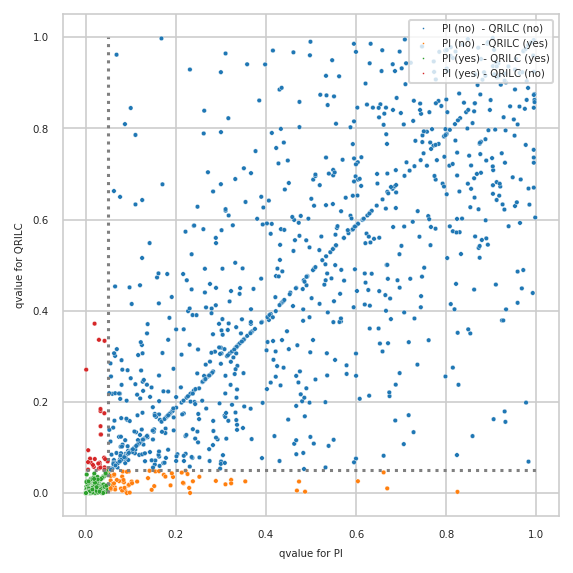 PI (no) - QRILC (no)
PI (no) - QRILC (yes)
PI (yes) - QRILC (yes)
PI (yes) - QRILC (no)
1.0
0.8
0.6
0.4
0.2
0.0
qvalue for QRILC
0.0 0.2 0.4 0.6 0.8 1.0
qvalue for PI